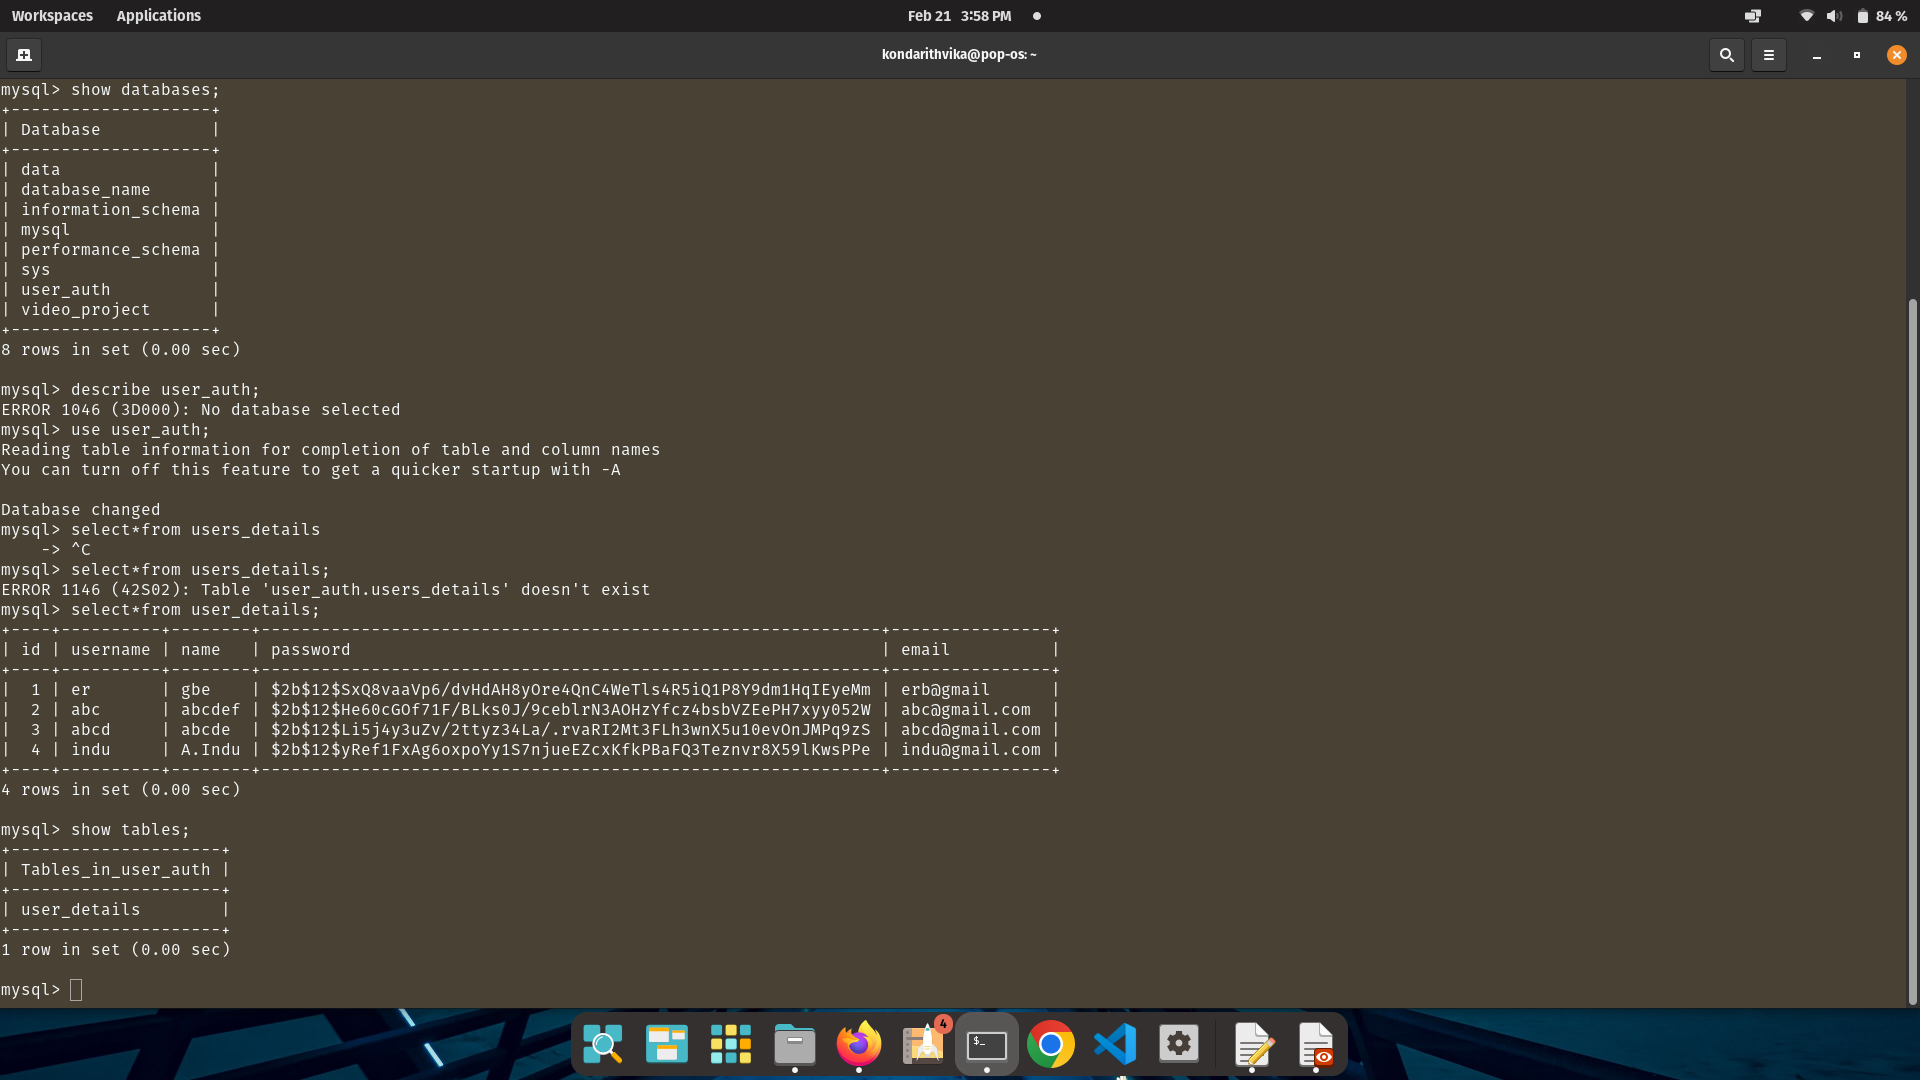 Workspaces Applications Feb 21 3:58 PM 84 %
kondarithvika@pop-os: ~
mysql> show databases;
+--------------------+
| Database           |
+--------------------+
| data               |
| database_name      |
| information_schema |
| mysql              |
| performance_schema |
| sys                |
| user_auth          |
| video_project      |
+--------------------+
8 rows in set (0.00 sec)

mysql> describe user_auth;
ERROR 1046 (3D000): No database selected
mysql> use user_auth;
Reading table information for completion of table and column names
You can turn off this feature to get a quicker startup with -A

Database changed
mysql> select*from users_details
    -> ^C
mysql> select*from users_details;
ERROR 1146 (42S02): Table 'user_auth.users_details' doesn't exist
mysql> select*from user_details;
+----+----------+--------+--------------------------------------------------------------+----------------+
| id | username | name   | password                                                     | email          |
+----+----------+--------+--------------------------------------------------------------+----------------+
|  1 | er       | gbe    | $2b$12$SxQ8vaaVp6/dvHdAH8yOre4QnC4WeTls4R5iQ1P8Y9dm1HqIEyeMm | erb@gmail      |
|  2 | abc      | abcdef | $2b$12$He60cGOf71F/BLks0J/9ceblrN3AOHzYfcz4bsbVZEePH7xyy052W | abc@gmail.com  |
|  3 | abcd     | abcde  | $2b$12$Li5j4y3uZv/2ttyz34La/.rvaRI2Mt3FLh3wnX5u10evOnJMPq9zS | abcd@gmail.com |
|  4 | indu     | A.Indu | $2b$12$yRef1FxAg6oxpoYy1S7njueEZcxKfkPBaFQ3Teznvr8X59lKwsPPe | indu@gmail.com |
+----+----------+--------+--------------------------------------------------------------+----------------+
4 rows in set (0.00 sec)

mysql> show tables;
+---------------------+
| Tables_in_user_auth |
+---------------------+
| user_details        |
+---------------------+
1 row in set (0.00 sec)

mysql>
4
$_